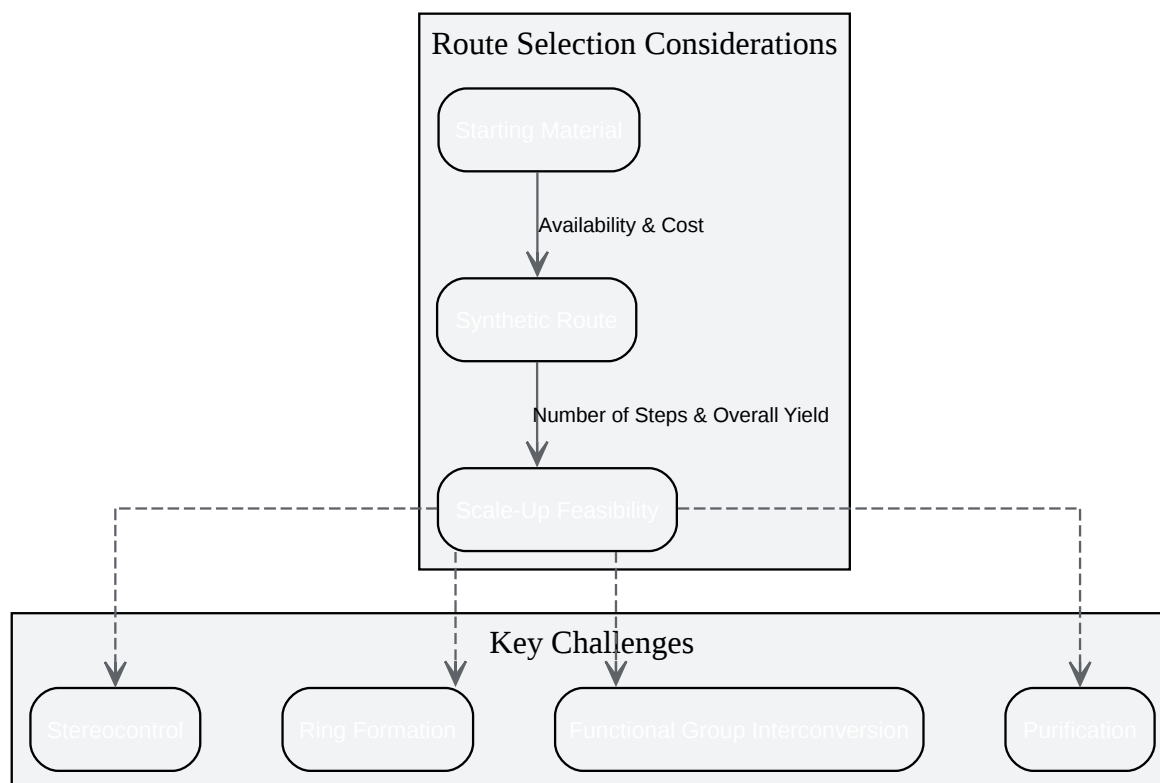 Route Selection Considerations
Starting Material
Availability & Cost
Synthetic Route
Number of Steps & Overall Yield
Scale-Up Feasibility
Key Challenges
Stereocontrol
Ring Formation
Functional Group Interconversion
Purification